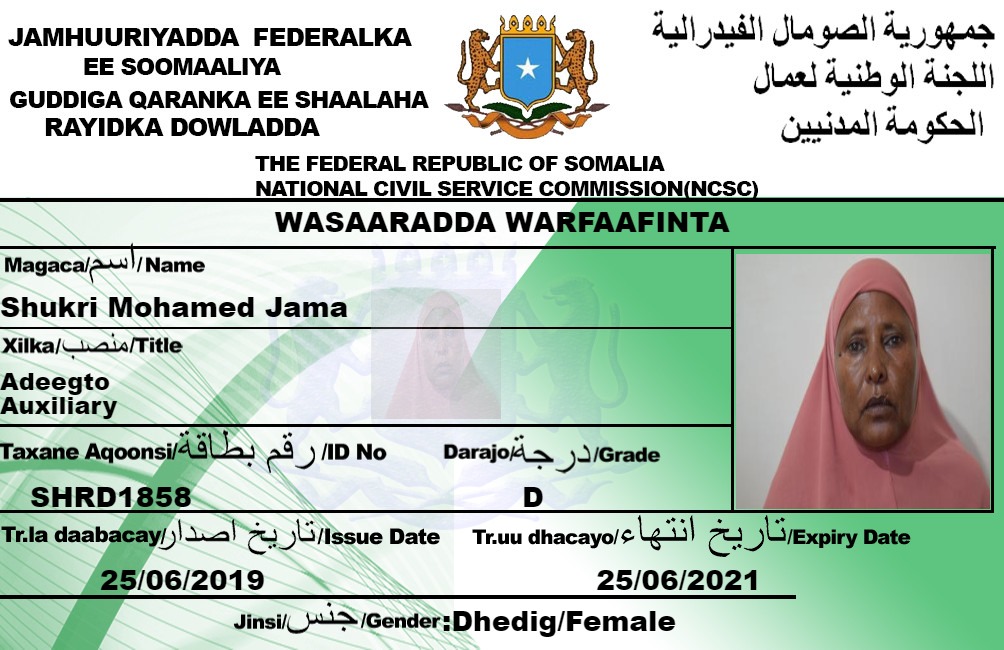 JAMHUURIYADDA FEDERALKA
EE SOOMAALIYA
GUDDIGA QARANKA EE SHAALAHA
RAYIDKA DOWLADDA
جمهورية الصومال الفيدرالية
اللجنة الوطنية لعمال
الحكومة المدنيين
THE FEDERAL REPUBLIC OF SOMALIA
NATIONAL CIVIL SERVICE COMMISSION(NCSC)
WASAARADDA WARFAAFINTA
Magaca/أسم/Name
Shukri Mohamed Jama
Xilka/منصب/Title
Adeegto
Auxiliary
Taxane Aqoonsi/رقم بطاقة/ID No
Darajo/درجة/Grade
SHRD1858
D
Tr.la daabacay/تاريخ اصدار/Issue Date
Tr.uu dhacayo/تاريخ انتهاء/Expiry Date
25/06/2019
25/06/2021
Jinsi/جنس/Gender:Dhedig/Female